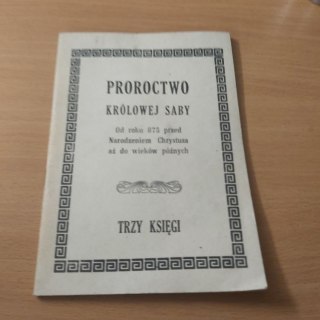 PROROCTWO
KRÓLOWEJ SABY
Od roku 875 przed
Narodzeniem Chrystusa
aż do wieków późnych
TRZY KSIĘGI